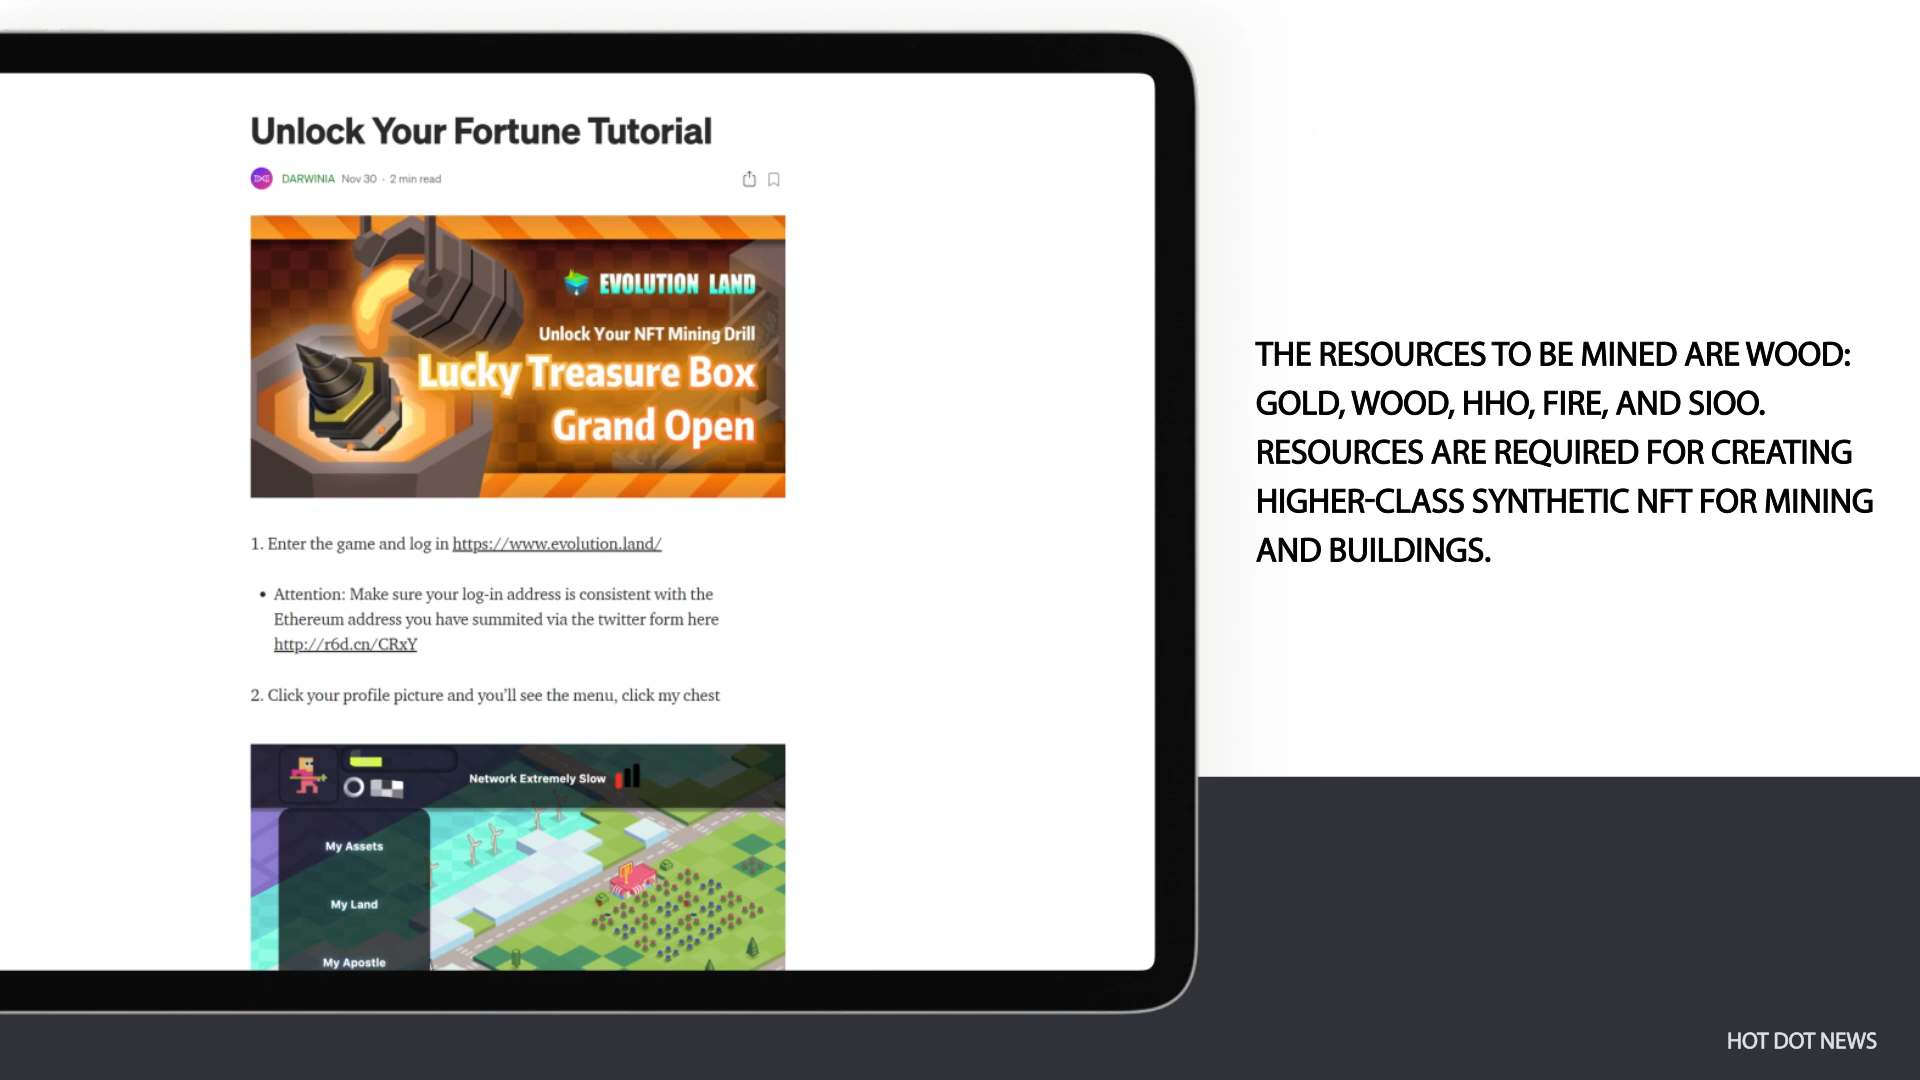 Unlock Your Fortune Tutorial
DARWINIA Nov 30 · 2 min read
EVOLUTION LAND
Unlock Your NFT Mining Drill
Lucky Treasure Box
Grand Open
1. Enter the game and log in https://www.evolution.land/
• Attention: Make sure your log-in address is consistent with the
Ethereum address you have summited via the twitter form here
http://r6d.cn/CRxY
2. Click your profile picture and you'll see the menu, click my chest
Network Extremely Slow
My Assets
My Land
My Apostle
THE RESOURCES TO BE MINED ARE WOOD:
GOLD, WOOD, HHO, FIRE, AND SIOO.
RESOURCES ARE REQUIRED FOR CREATING
HIGHER-CLASS SYNTHETIC NFT FOR MINING
AND BUILDINGS.
HOT DOT NEWS